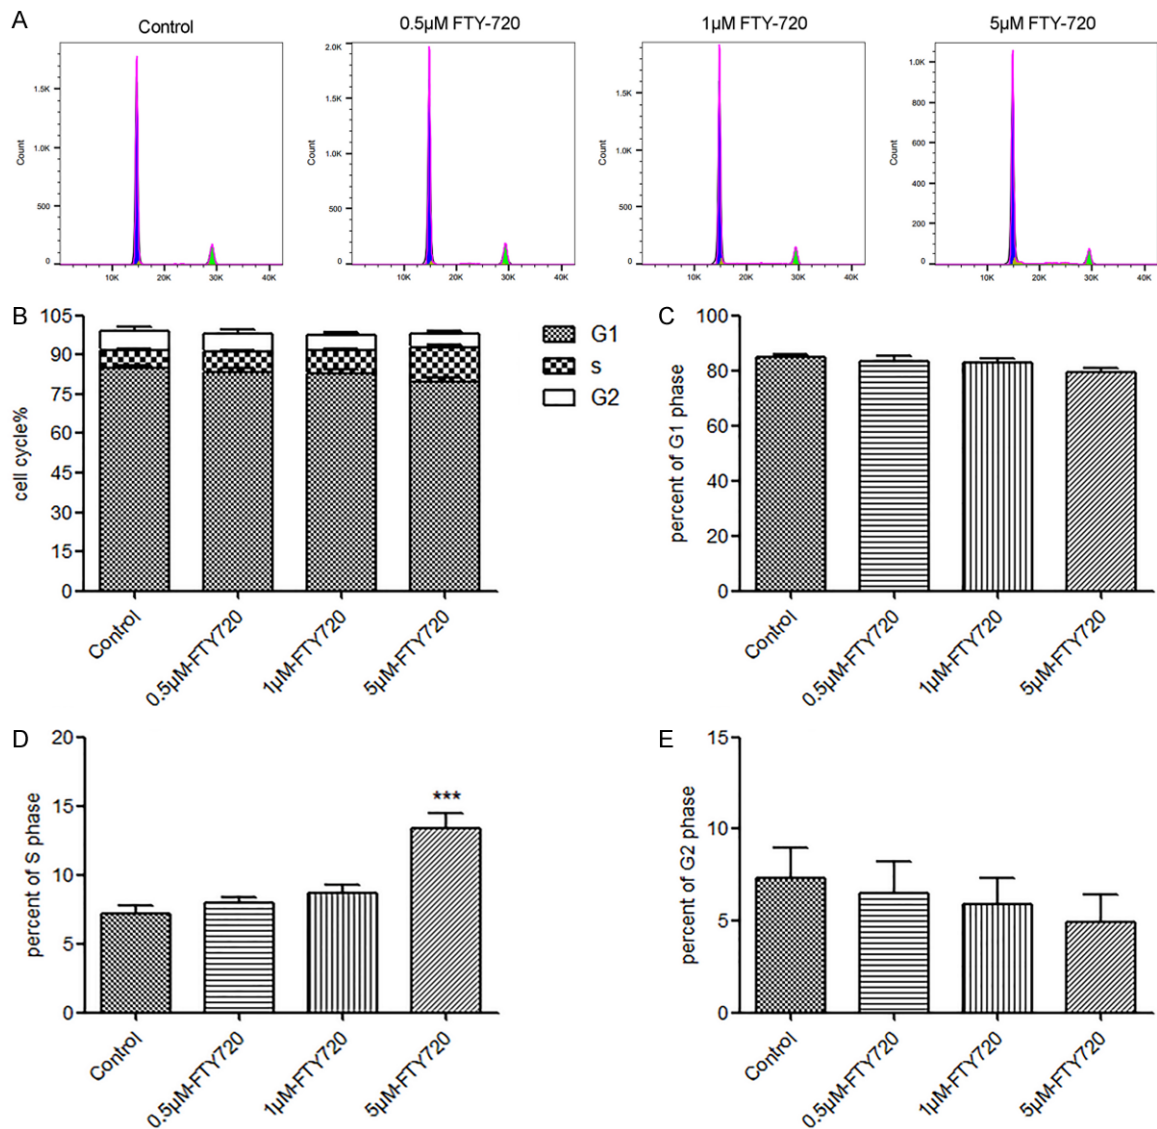 A
Control
0.5µM FTY-720
1µM FTY-720
5µM FTY-720
Count
1.5K
1.0K
500
0
10K 20K 30K 40K
Count
2.0K
1.5K
1.0K
500
0
10K 20K 30K 40K
Count
1.5K
1.0K
500
0
10K 20K 30K 40K
Count
1.0K
800
600
400
200
0
10K 20K 30K 40K
B
cell cycle%
105
90
75
60
45
30
15
0
Control
0.5µM-FTY720
1µM-FTY720
5µM-FTY720
G1
s
G2
C
percent of G1 phase
100
80
60
40
20
0
Control
0.5µM-FTY720
1µM-FTY720
5µM-FTY720
D
percent of S phase
20
15
10
5
0
***
Control
0.5µM-FTY720
1µM-FTY720
5µM-FTY720
E
percent of G2 phase
15
10
5
0
Control
0.5µM-FTY720
1µM-FTY720
5µM-FTY720